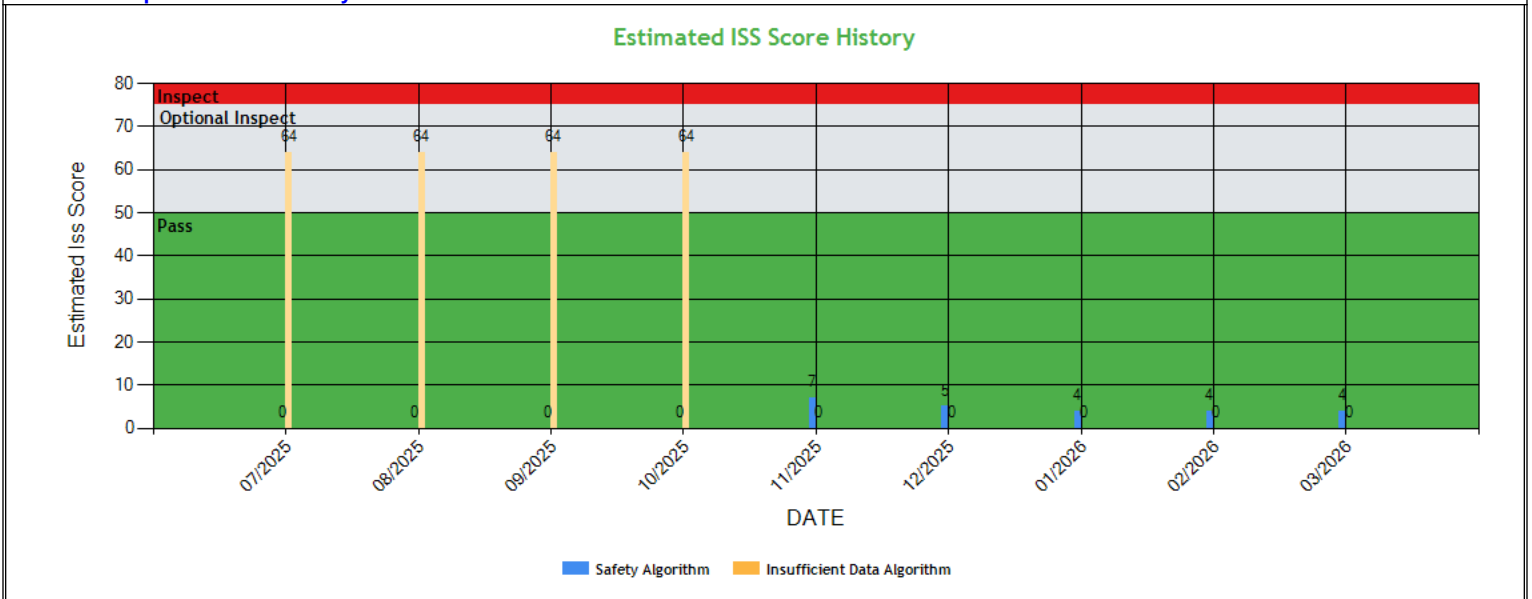 Estimated ISS Score History
80
Inspect
Optional Inspect
70
64 64 64 64
60
Estimated Iss Score
50
Pass
40
30
20
10
7 5 4 4 4
0 0 0 0 0 0 0 0 0
0
07/2025 08/2025 09/2025 10/2025 11/2025 12/2025 01/2026 02/2026 03/2026
DATE
Safety Algorithm Insufficient Data Algorithm